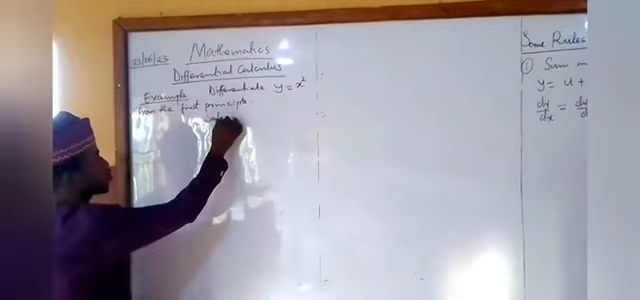 23/06/23
Mathematics
Differential Calculus
Example Differentiate y = x²
from the first principle.
Some Rules
① Sum
y = u +
dy/dx =